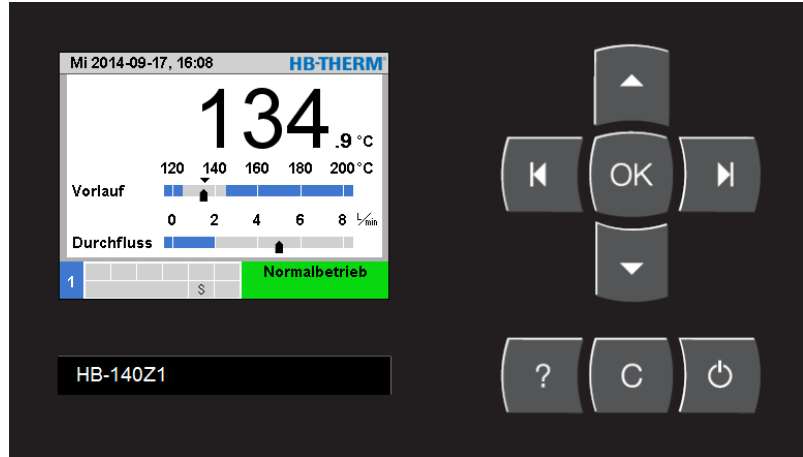 Mi 2014-09-17, 16:08 HB-THERM
134.9 °C
120 140 160 180 200°C
Vorlauf
0 2 4 6 8 L/min
Durchfluss
1 S Normalbetrieb
HB-140Z1
OK
? C